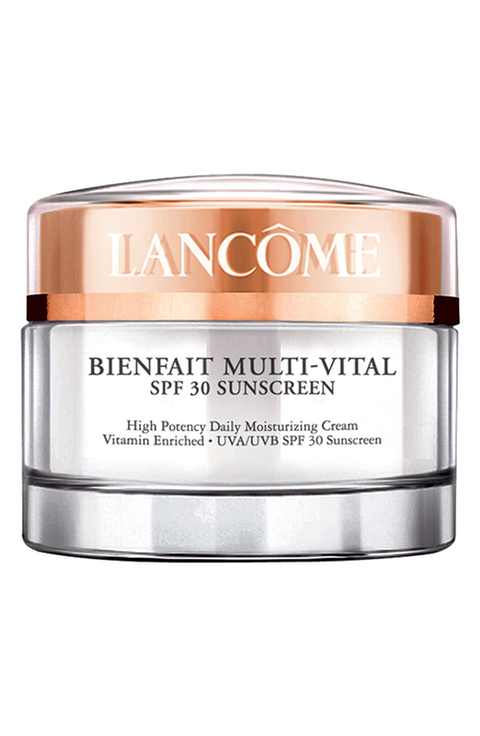 LANCÔME
BIENFAIT MULTI-VITAL
SPF 30 SUNSCREEN
High Potency Daily Moisturizing Cream
Vitamin Enriched • UVA/UVB SPF 30 Sunscreen